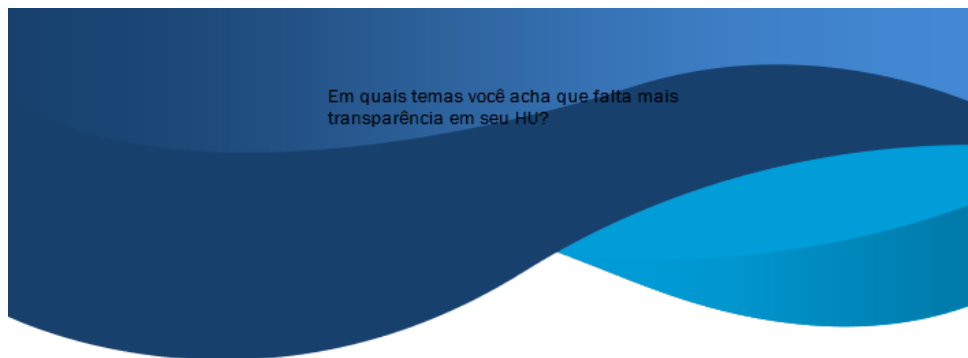 Em quais temas você acha que falta mais
transparência em seu HU?